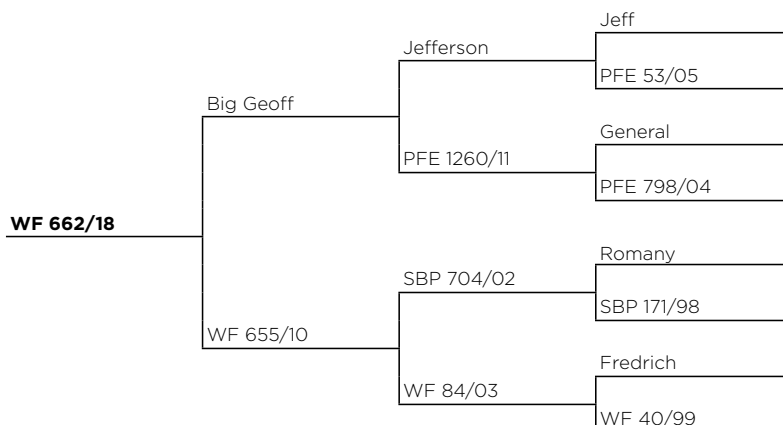 Jeff
Jefferson
PFE 53/05
Big Geoff
General
PFE 1260/11
PFE 798/04
WF 662/18
Romany
SBP 704/02
SBP 171/98
WF 655/10
Fredrich
WF 84/03
WF 40/99